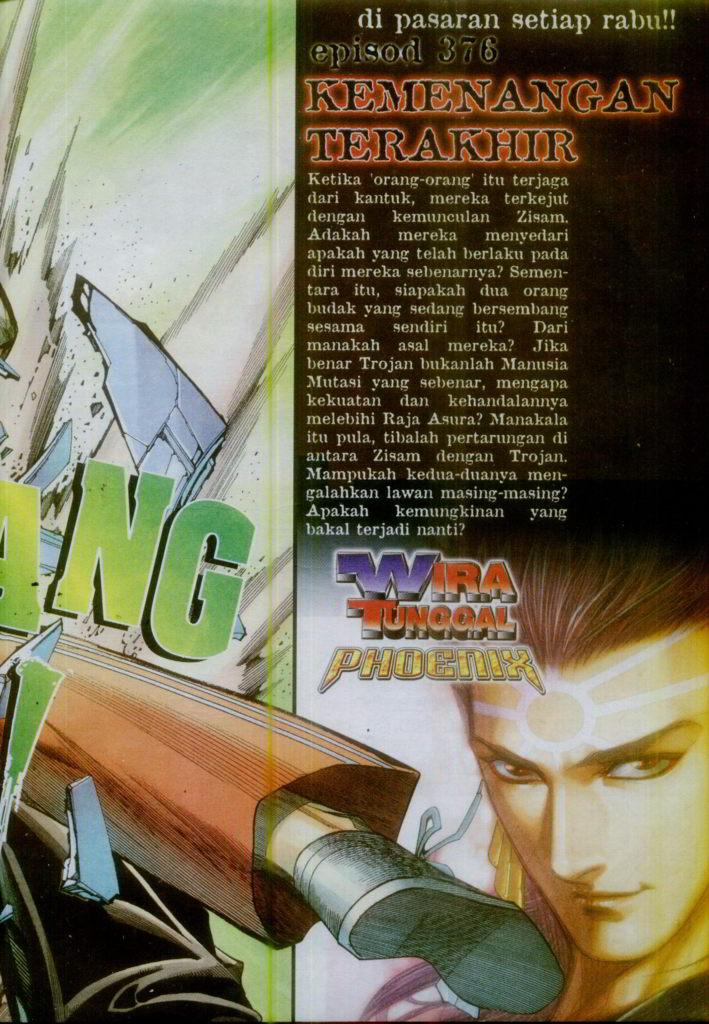 di pasaran setiap rabu!!
episod 376
KEMENANGAN
TERAKHIR
Ketika 'orang-orang' itu terjaga
dari kantuk, mereka terkejut
dengan kemunculan Zisam.
Adakah mereka menyedari
apakah yang telah berlaku pada
diri mereka sebenarnya? Semen-
tara itu, siapakah dua orang
budak yang sedang bersembang
sesama sendiri itu? Dari
manakah asal mereka? Jika
benar Trojan bukanlah Manusia
Mutasi yang sebenar, mengapa
kekuatan dan kehandalannya
melebihi Raja Asura? Manakala
itu pula, tibalah pertarungan di
antara Zisam dengan Trojan.
Mampukah kedua-duanya men-
galahkan lawan masing-masing?
Apakah kemungkinan yang
bakal terjadi nanti?
ANG
!
WIRA
TUNGGAL
PHOENIX